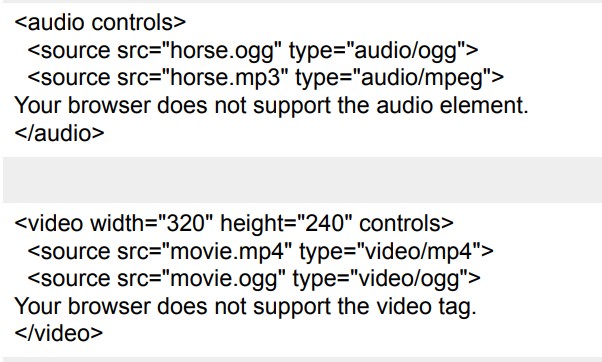 <audio controls>
<source src="horse.ogg" type="audio/ogg">
<source src="horse.mp3" type="audio/mpeg">
Your browser does not support the audio element.
</audio>
<video width="320" height="240" controls>
<source src="movie.mp4" type="video/mp4">
<source src="movie.ogg" type="video/ogg">
Your browser does not support the video tag.
</video>